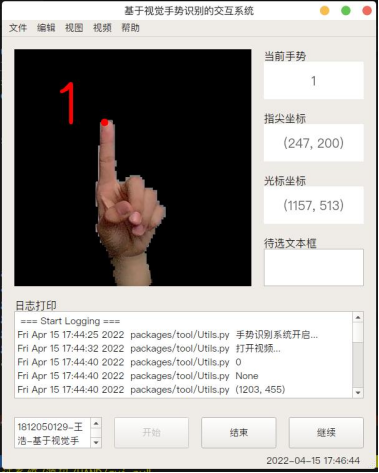 基于视觉手势识别的交互系统
文件 编辑 视图 视频 帮助
当前手势
1
1
指尖坐标
(247, 200)
光标坐标
(1157, 513)
待选文本框
日志打印
=== Start Logging ===
Fri Apr 15 17:44:25 2022 packages/tool/Utils.py 手势识别系统开启...
Fri Apr 15 17:44:32 2022 packages/tool/Utils.py 打开视频...
Fri Apr 15 17:44:40 2022 packages/tool/Utils.py 0
Fri Apr 15 17:44:40 2022 packages/tool/Utils.py None
Fri Apr 15 17:44:40 2022 packages/tool/Utils.py (1203, 455)
1812050129-王
浩-基于视觉手
开始 结束 继续
2022-04-15 17:46:44